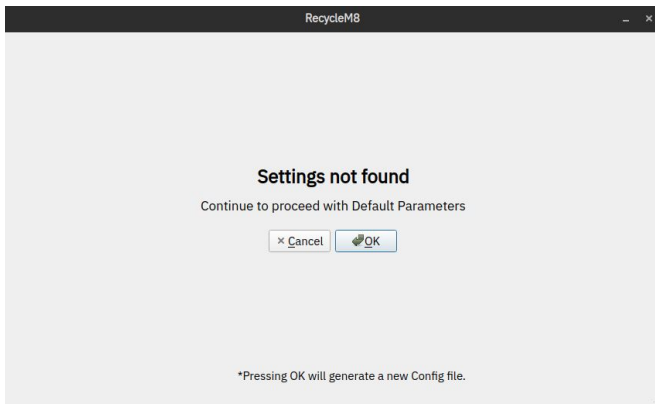 RecycleM8
Settings not found
Continue to proceed with Default Parameters
Cancel OK
*Pressing OK will generate a new Config file.